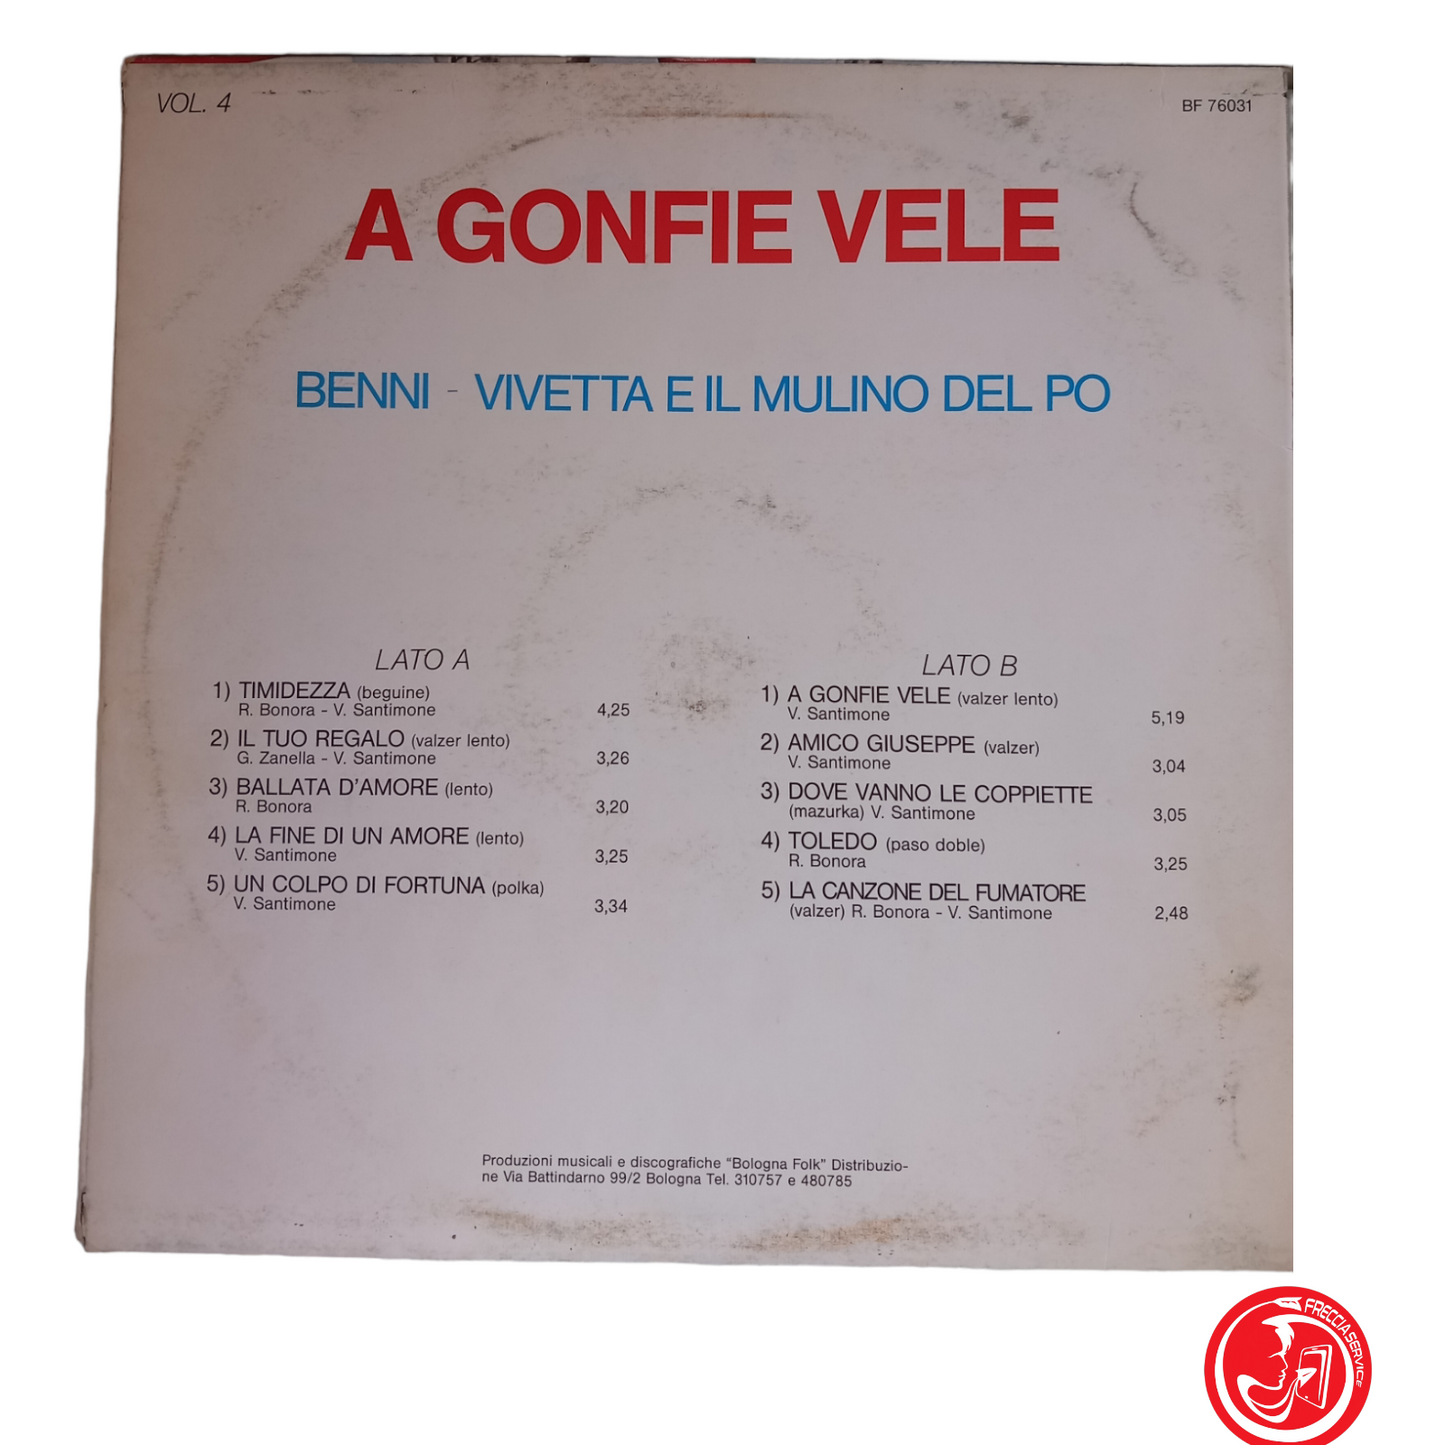 VOL. 4
BF 76031
A GONFIE VELE
BENNI - VIVETTA E IL MULINO DEL PO
LATO A
1) TIMIDEZZA (beguine)
R. Bonora - V. Santimone 4,25
2) IL TUO REGALO (valzer lento)
G. Zanella - V. Santimone 3,26
3) BALLATA D'AMORE (lento)
R. Bonora 3,20
4) LA FINE DI UN AMORE (lento)
V. Santimone 3,25
5) UN COLPO DI FORTUNA (polka)
V. Santimone 3,34
LATO B
1) A GONFIE VELE (valzer lento)
V. Santimone 5,19
2) AMICO GIUSEPPE (valzer)
V. Santimone 3,04
3) DOVE VANNO LE COPPIETTE
(mazurka) V. Santimone 3,05
4) TOLEDO (paso doble)
R. Bonora 3,25
5) LA CANZONE DEL FUMATORE
(valzer) R. Bonora - V. Santimone 2,48
Produzioni musicali e discografiche “Bologna Folk” Distribuzio-
ne Via Battindarno 99/2 Bologna Tel. 310757 e 480785
FRECCIA SERVICE